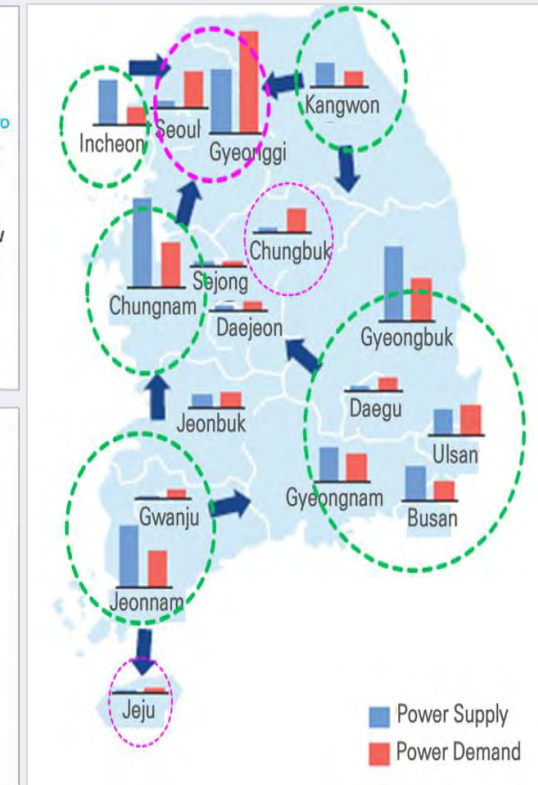 Kangwon
Incheon
Seoul
Gyeonggi
Chungbuk
Sejong
Chungnam
Daejeon
Gyeongbuk
Daegu
Jeonbuk
Ulsan
Gyeongnam
Busan
Gwanju
Jeonnam
Jeju
Power Supply
Power Demand